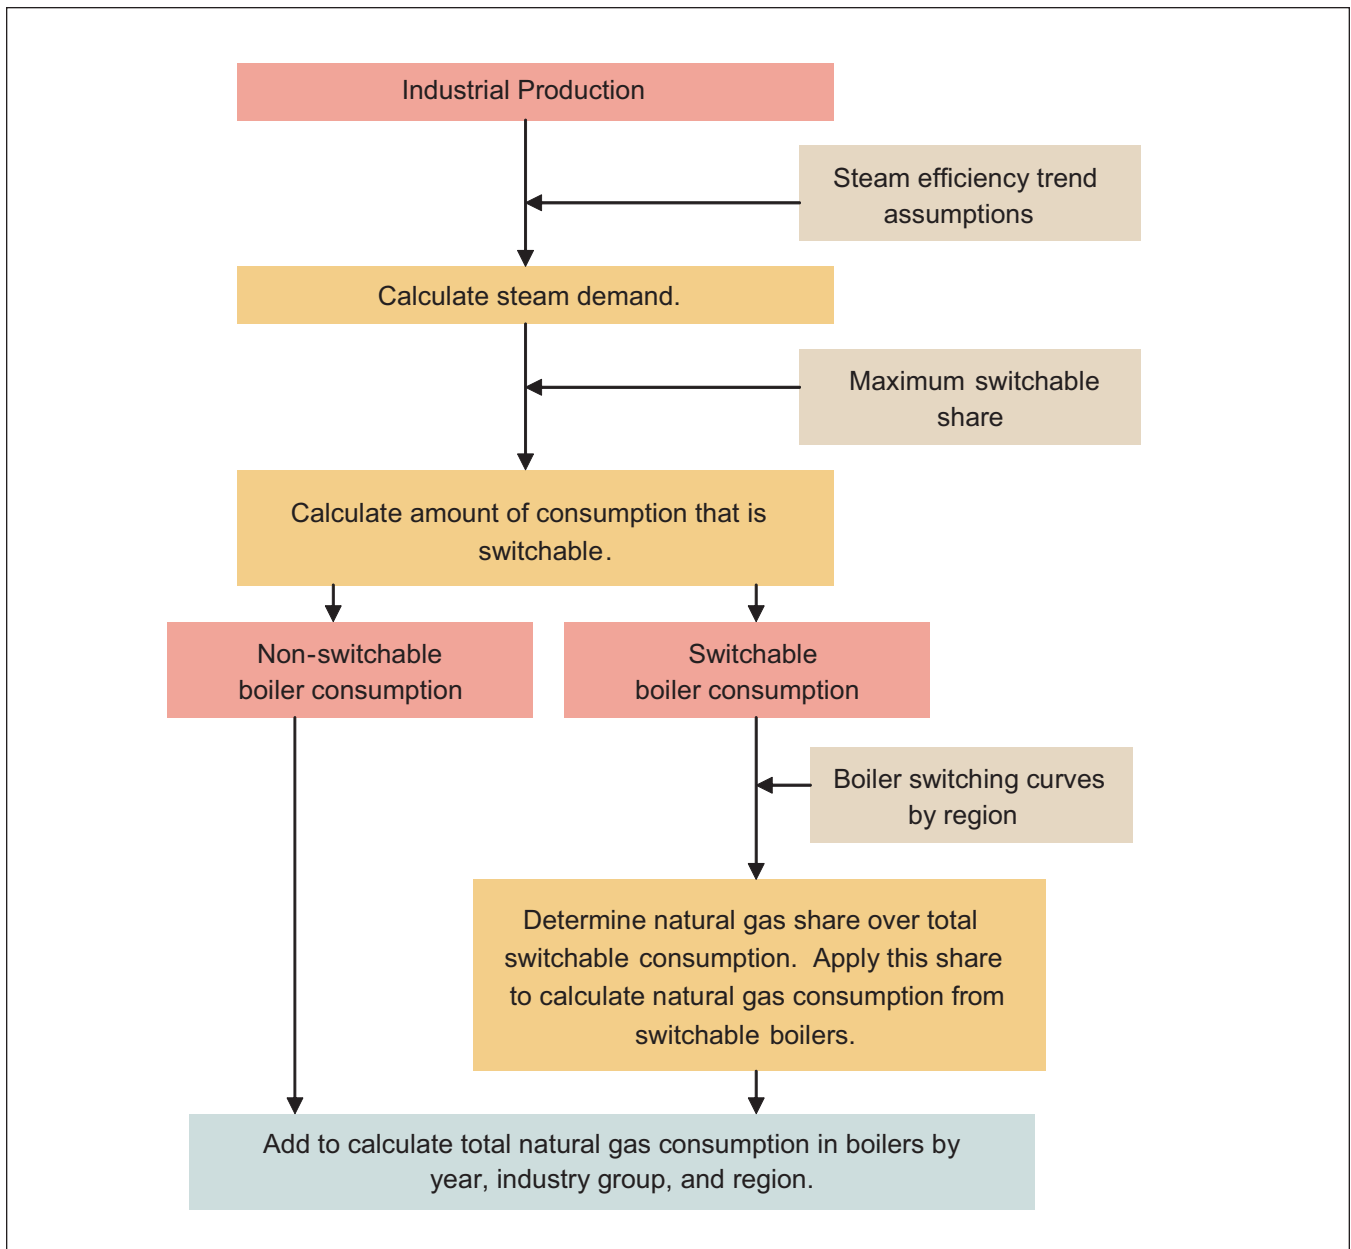 Industrial Production
Steam efficiency trend
assumptions
Calculate steam demand.
Maximum switchable
share
Calculate amount of consumption that is
switchable.
Non-switchable
boiler consumption
Switchable
boiler consumption
Boiler switching curves
by region
Determine natural gas share over total
switchable consumption. Apply this share
to calculate natural gas consumption from
switchable boilers.
Add to calculate total natural gas consumption in boilers by
year, industry group, and region.